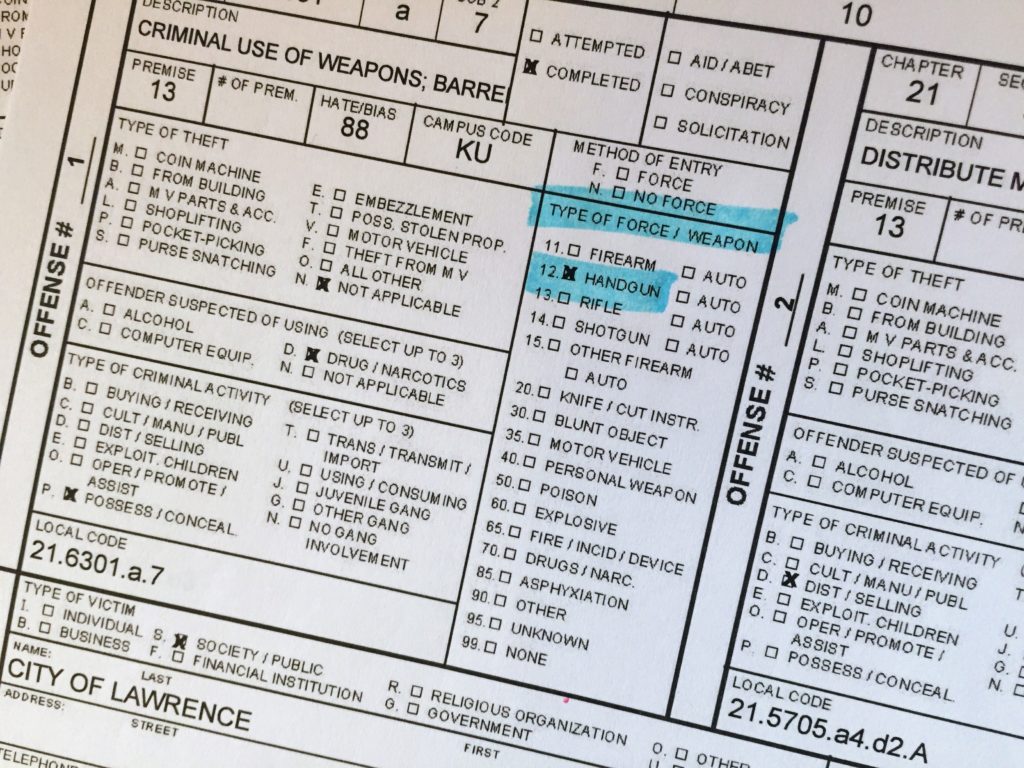 DESCRIPTION
a
7
10
CRIMINAL USE OF WEAPONS; BARRE
☐ ATTEMPTED
☒ COMPLETED
☐ AID / ABET
☐ CONSPIRACY
☐ SOLICITATION
PREMISE
13
# OF PREM.
HATE/BIAS
88
CAMPUS CODE
KU
OFFENSE # 1
TYPE OF THEFT
M. ☐ COIN MACHINE
B. ☐ FROM BUILDING
A. ☐ M V PARTS & ACC.
L. ☐ SHOPLIFTING
P. ☐ POCKET-PICKING
S. ☐ PURSE SNATCHING
E. ☐ EMBEZZLEMENT
T. ☐ POSS. STOLEN PROP.
V. ☐ MOTOR VEHICLE
F. ☐ THEFT FROM M V
O. ☐ ALL OTHER
N. ☒ NOT APPLICABLE
OFFENDER SUSPECTED OF USING (SELECT UP TO 3)
A. ☐ ALCOHOL
C. ☐ COMPUTER EQUIP.
D. ☒ DRUG / NARCOTICS
N. ☐ NOT APPLICABLE
TYPE OF CRIMINAL ACTIVITY (SELECT UP TO 3)
B. ☐ BUYING / RECEIVING
C. ☐ CULT / MANU / PUBL
D. ☐ DIST / SELLING
E. ☐ EXPLOIT. CHILDREN
O. ☐ OPER / PROMOTE /
ASSIST
P. ☒ POSSESS / CONCEAL.
T. ☐ TRANS / TRANSMIT /
IMPORT
U. ☐ USING / CONSUMING
J. ☐ JUVENILE GANG
G. ☐ OTHER GANG
N. ☐ NO GANG
INVOLVEMENT
LOCAL CODE
21.6301.a.7
METHOD OF ENTRY
F. ☐ FORCE
N. ☐ NO FORCE
TYPE OF FORCE / WEAPON
11. ☐ FIREARM ☐ AUTO
12. ☒ HANDGUN ☐ AUTO
13. ☐ RIFLE ☐ AUTO
14. ☐ SHOTGUN ☐ AUTO
15. ☐ OTHER FIREARM
☐ AUTO
20. ☐ KNIFE / CUT INSTR.
30. ☐ BLUNT OBJECT
35. ☐ MOTOR VEHICLE
40. ☐ PERSONAL WEAPON
50. ☐ POISON
60. ☐ EXPLOSIVE
65. ☐ FIRE / INCID / DEVICE
70. ☐ DRUGS / NARC.
85. ☐ ASPHYXIATION
90. ☐ OTHER
95. ☐ UNKNOWN
99. ☐ NONE
OFFENSE # 2
CHAPTER
21
DESCRIPTION
DISTRIBUTE
PREMISE
13
# OF
TYPE OF THEFT
M. ☐ COIN MACHINE
B. ☐ FROM BUILDING
A. ☐ M V PARTS & ACC.
L. ☐ SHOPLIFTING
P. ☐ POCKET-PICKING
S. ☐ PURSE SNATCHING
OFFENDER SUSPECTED OF
A. ☐ ALCOHOL
C. ☐ COMPUTER EQUIP.
TYPE OF CRIMINAL ACTIVITY
B. ☐ BUYING / RECEIVING
C. ☐ CULT / MANU / PUBL
D. ☒ DIST / SELLING
E. ☐ EXPLOIT. CHILDREN
O. ☐ OPER / PROMOTE /
ASSIST
P. ☐ POSSESS / CONCEAL.
U.
J.
G.
N.
LOCAL CODE
21.5705.a4.d2.A
TYPE OF VICTIM
I. ☐ INDIVIDUAL S. ☒ SOCIETY / PUBLIC
B. ☐ BUSINESS F. ☐ FINANCIAL INSTITUTION
R. ☐ RELIGIOUS ORGANIZATION
G. ☐ GOVERNMENT
O. ☐ OTHER
NAME: LAST
CITY OF LAWRENCE
FIRST
ADDRESS: STREET
TELEPHONE